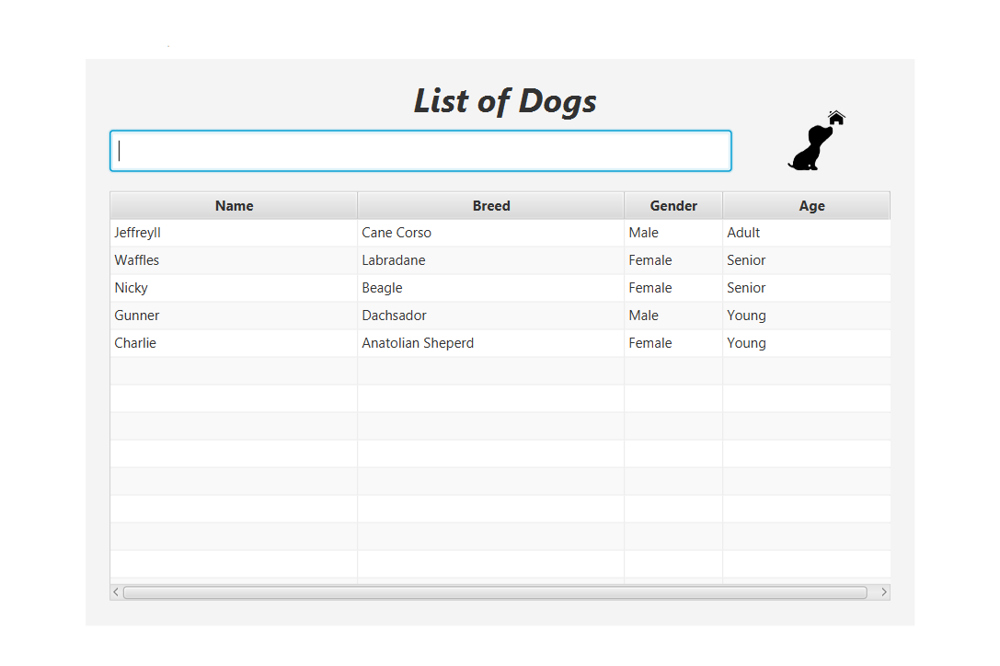 List of Dogs
Name Breed Gender Age
Jeffreyll Cane Corso Male Adult
Waffles Labradane Female Senior
Nicky Beagle Female Senior
Gunner Dachsador Male Young
Charlie Anatolian Sheperd Female Young